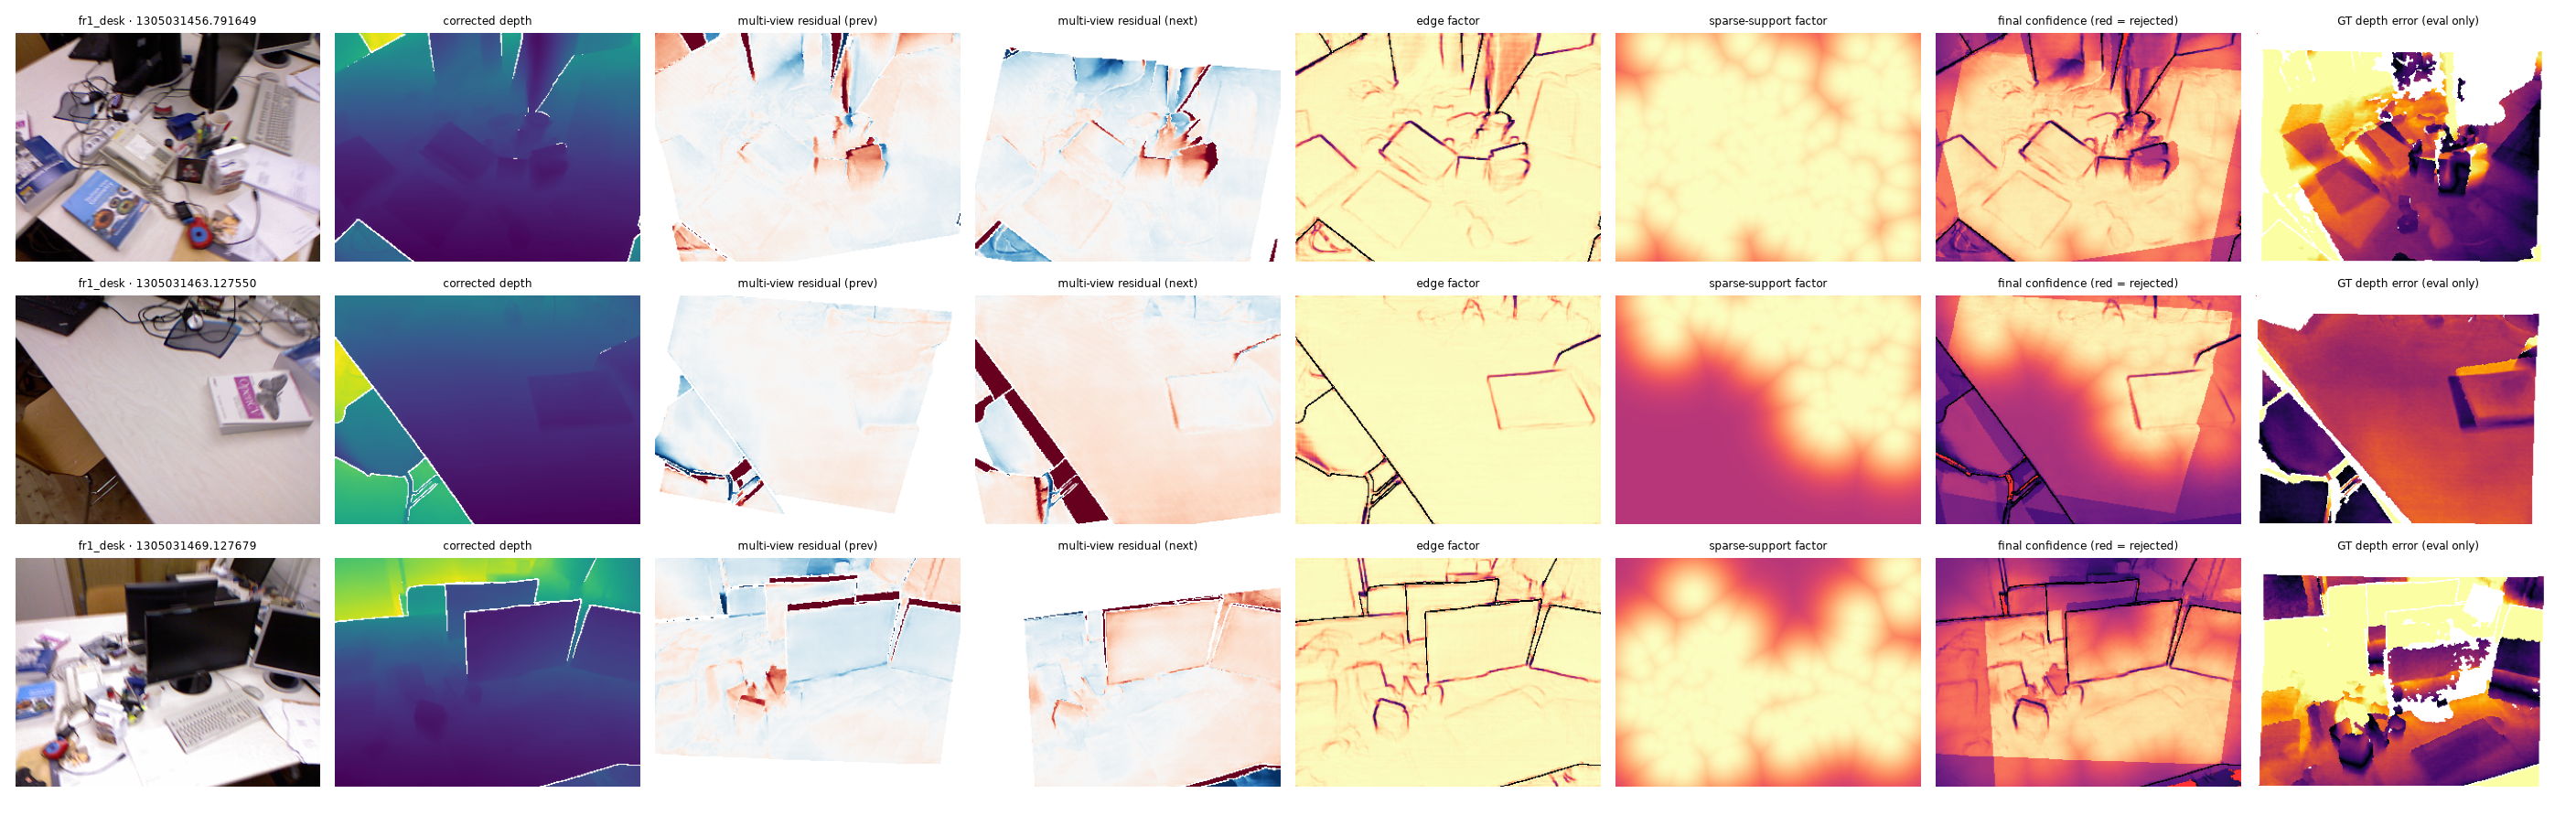 fr1_desk · 1305031456.791649 corrected depth multi-view residual (prev) multi-view residual (next) edge factor sparse-support factor final confidence (red = rejected) GT depth error (eval only)
fr1_desk · 1305031463.127550 corrected depth multi-view residual (prev) multi-view residual (next) edge factor sparse-support factor final confidence (red = rejected) GT depth error (eval only)
OpenCV
fr1_desk · 1305031469.127679 corrected depth multi-view residual (prev) multi-view residual (next) edge factor sparse-support factor final confidence (red = rejected) GT depth error (eval only)